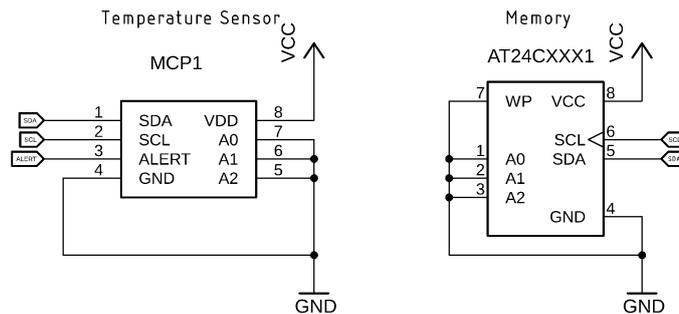 Temperature Sensor
MCP1
VCC
SDA 1 SDA VDD 8
SCL 2 SCL A0 7
ALERT 3 ALERT A1 6
4 GND A2 5
GND
Memory
AT24CXXX1
VCC
7 WP VCC 8
SCL 6 SCL
1 A0 SDA 5 SDA
2 A1
3 A2
GND 4
GND